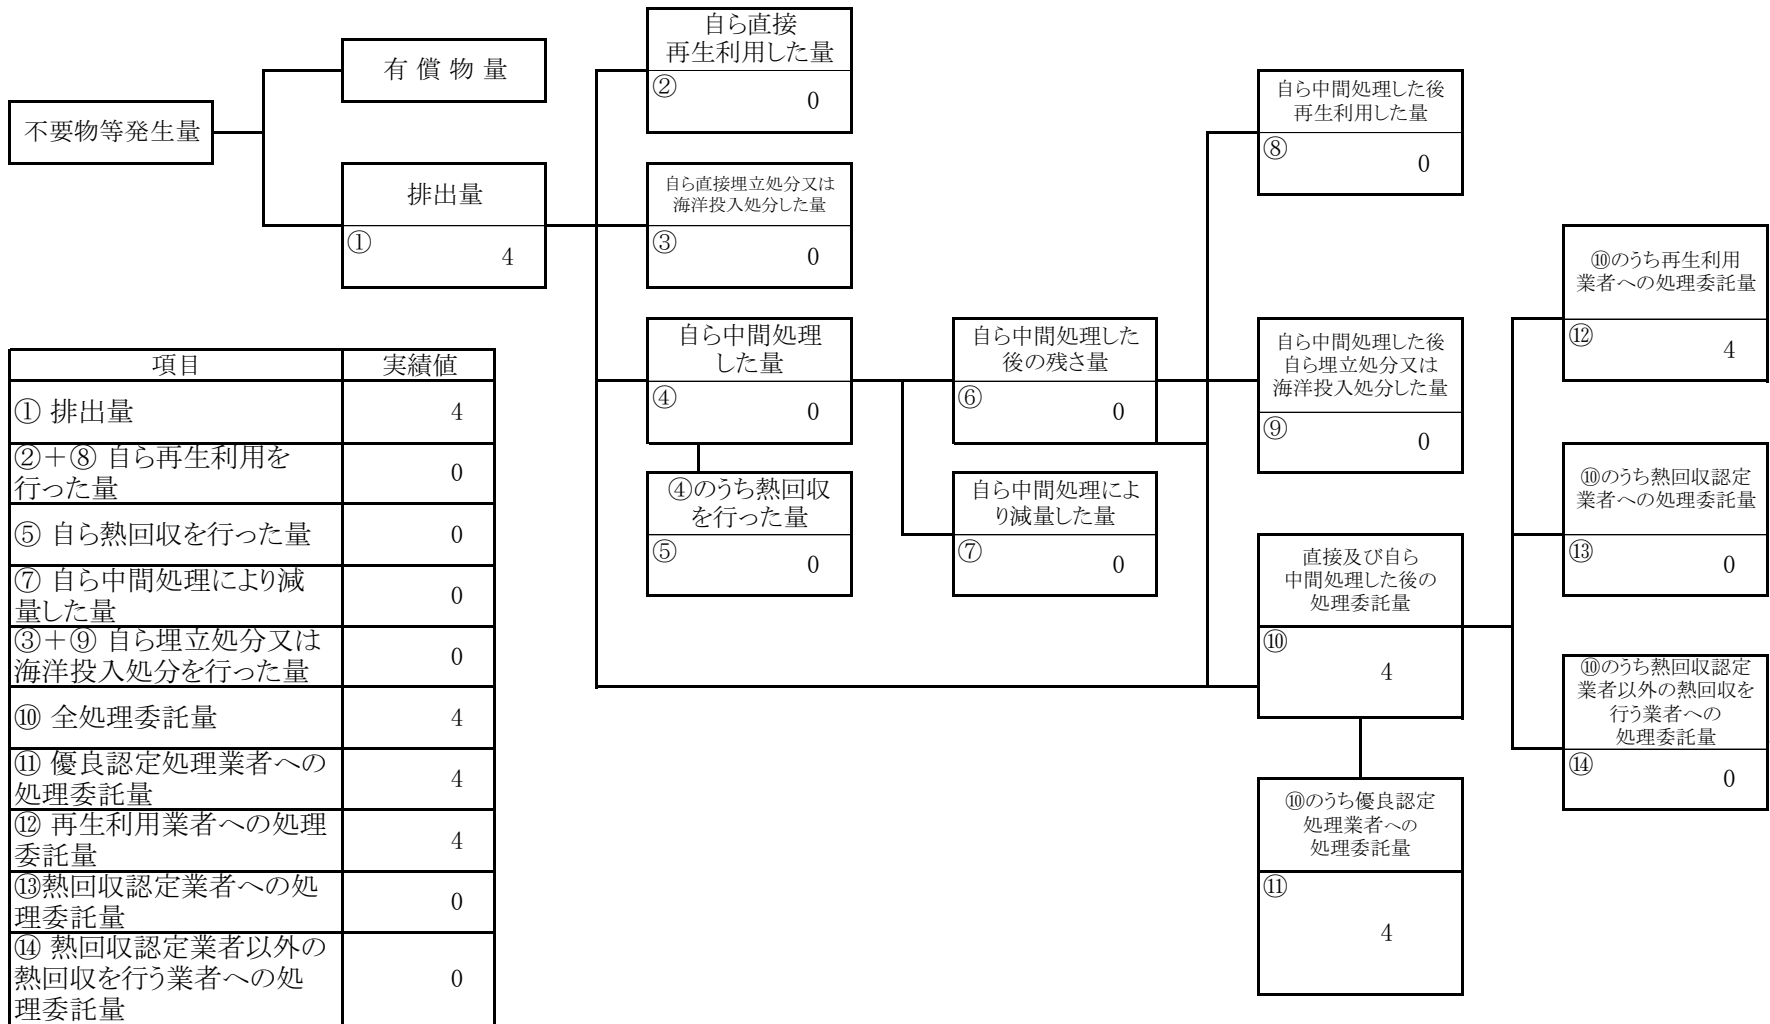 不要物等発生量
有 償 物 量
排出量
①
4
自ら直接
再生利用した量
②
0
自ら直接埋立処分又は
海洋投入処分した量
③
0
自ら中間処理
した量
④
0
④のうち熱回収
を行った量
⑤
0
自ら中間処理した
後の残さ量
⑥
0
自ら中間処理によ
り減量した量
⑦
0
自ら中間処理した後
再生利用した量
⑧
0
自ら中間処理した後
自ら埋立処分又は
海洋投入処分した量
⑨
0
直接及び自ら
中間処理した後の
処理委託量
⑩
4
⑩のうち優良認定
処理業者への
処理委託量
⑪
4
⑩のうち再生利用
業者への処理委託量
⑫
4
⑩のうち熱回収認定
業者への処理委託量
⑬
0
⑩のうち熱回収認定
業者以外の熱回収を
行う業者への
処理委託量
⑭
0
項目 実績値
① 排出量 4
②＋⑧ 自ら再生利用を
行った量 0
⑤ 自ら熱回収を行った量 0
⑦ 自ら中間処理により減
量した量 0
③＋⑨ 自ら埋立処分又は
海洋投入処分を行った量 0
⑩ 全処理委託量 4
⑪ 優良認定処理業者への
処理委託量 4
⑫ 再生利用業者への処理
委託量 4
⑬熱回収認定業者への処
理委託量 0
⑭ 熱回収認定業者以外の
熱回収を行う業者への処
理委託量 0